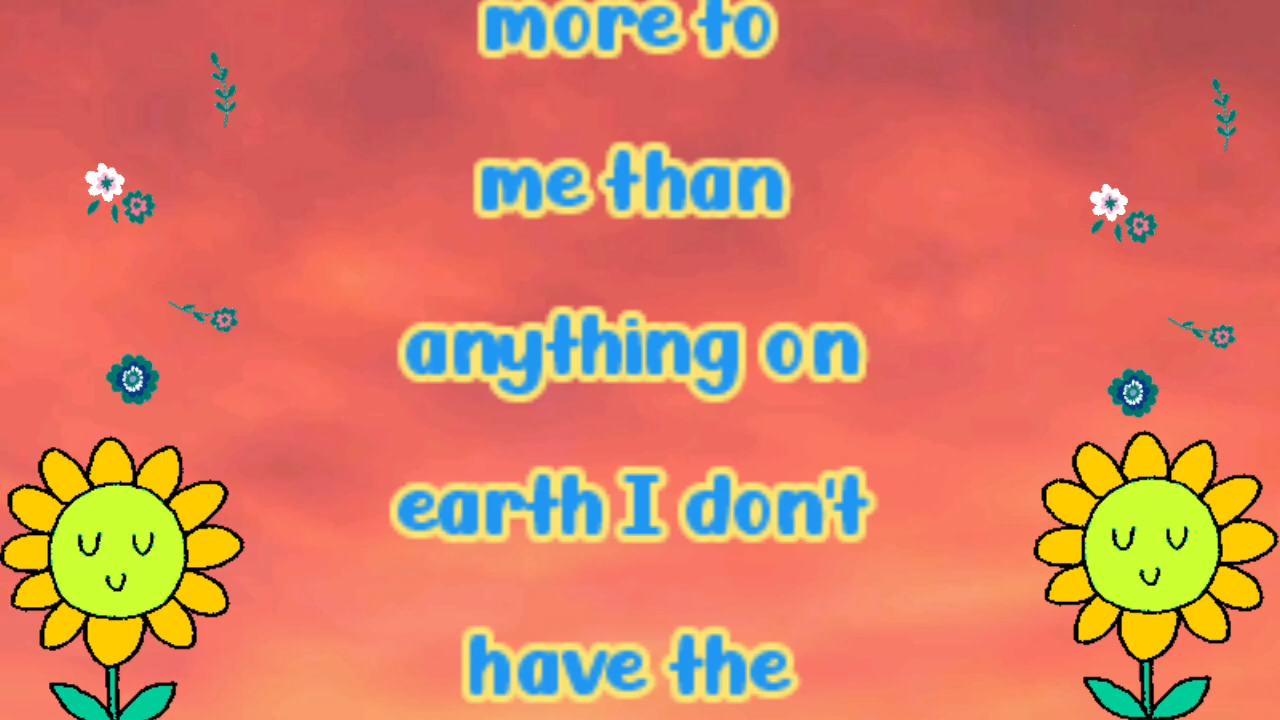 more to
me than
anything on
earth I don't
have the